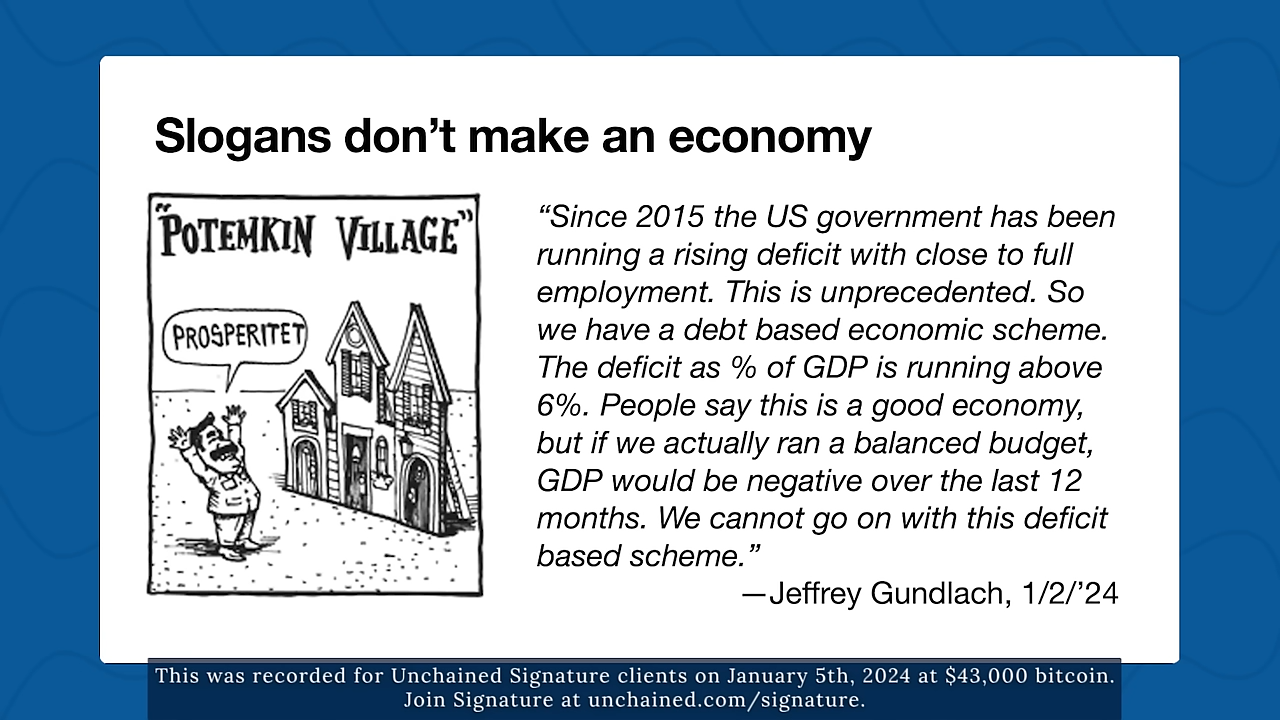 Slogans don’t make an economy
"POTEMKIN VILLAGE"
PROSPERITET
“Since 2015 the US government has been
running a rising deficit with close to full
employment. This is unprecedented. So
we have a debt based economic scheme.
The deficit as % of GDP is running above
6%. People say this is a good economy,
but if we actually ran a balanced budget,
GDP would be negative over the last 12
months. We cannot go on with this deficit
based scheme.”
—Jeffrey Gundlach, 1/2/’24
This was recorded for Unchained Signature clients on January 5th, 2024 at $43,000 bitcoin.
Join Signature at unchained.com/signature.